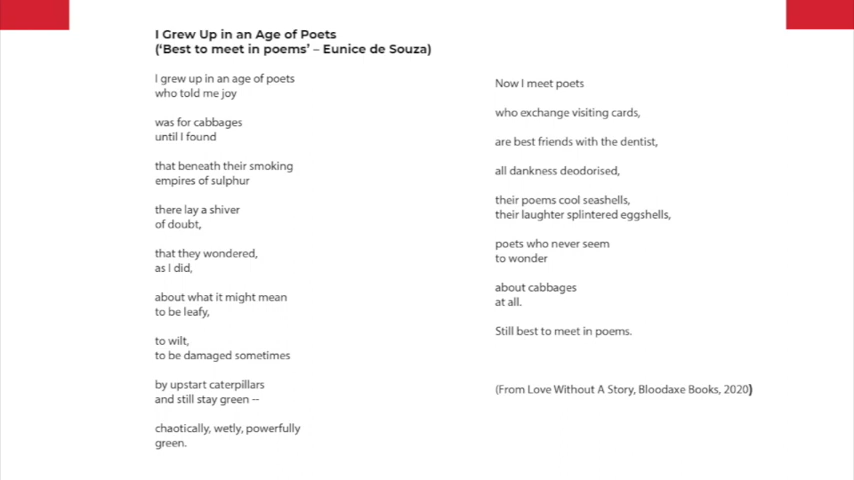 I Grew Up in an Age of Poets
('Best to meet in poems' – Eunice de Souza)
I grew up in an age of poets
who told me joy
was for cabbages
until I found
that beneath their smoking
empires of sulphur
there lay a shiver
of doubt,
that they wondered,
as I did,
about what it might mean
to be leafy,
to wilt,
to be damaged sometimes
by upstart caterpillars
and still stay green --
chaotically, wetly, powerfully
green.
Now I meet poets
who exchange visiting cards,
are best friends with the dentist,
all dankness deodorised,
their poems cool seashells,
their laughter splintered eggshells,
poets who never seem
to wonder
about cabbages
at all.
Still best to meet in poems.
(From Love Without A Story, Bloodaxe Books, 2020)